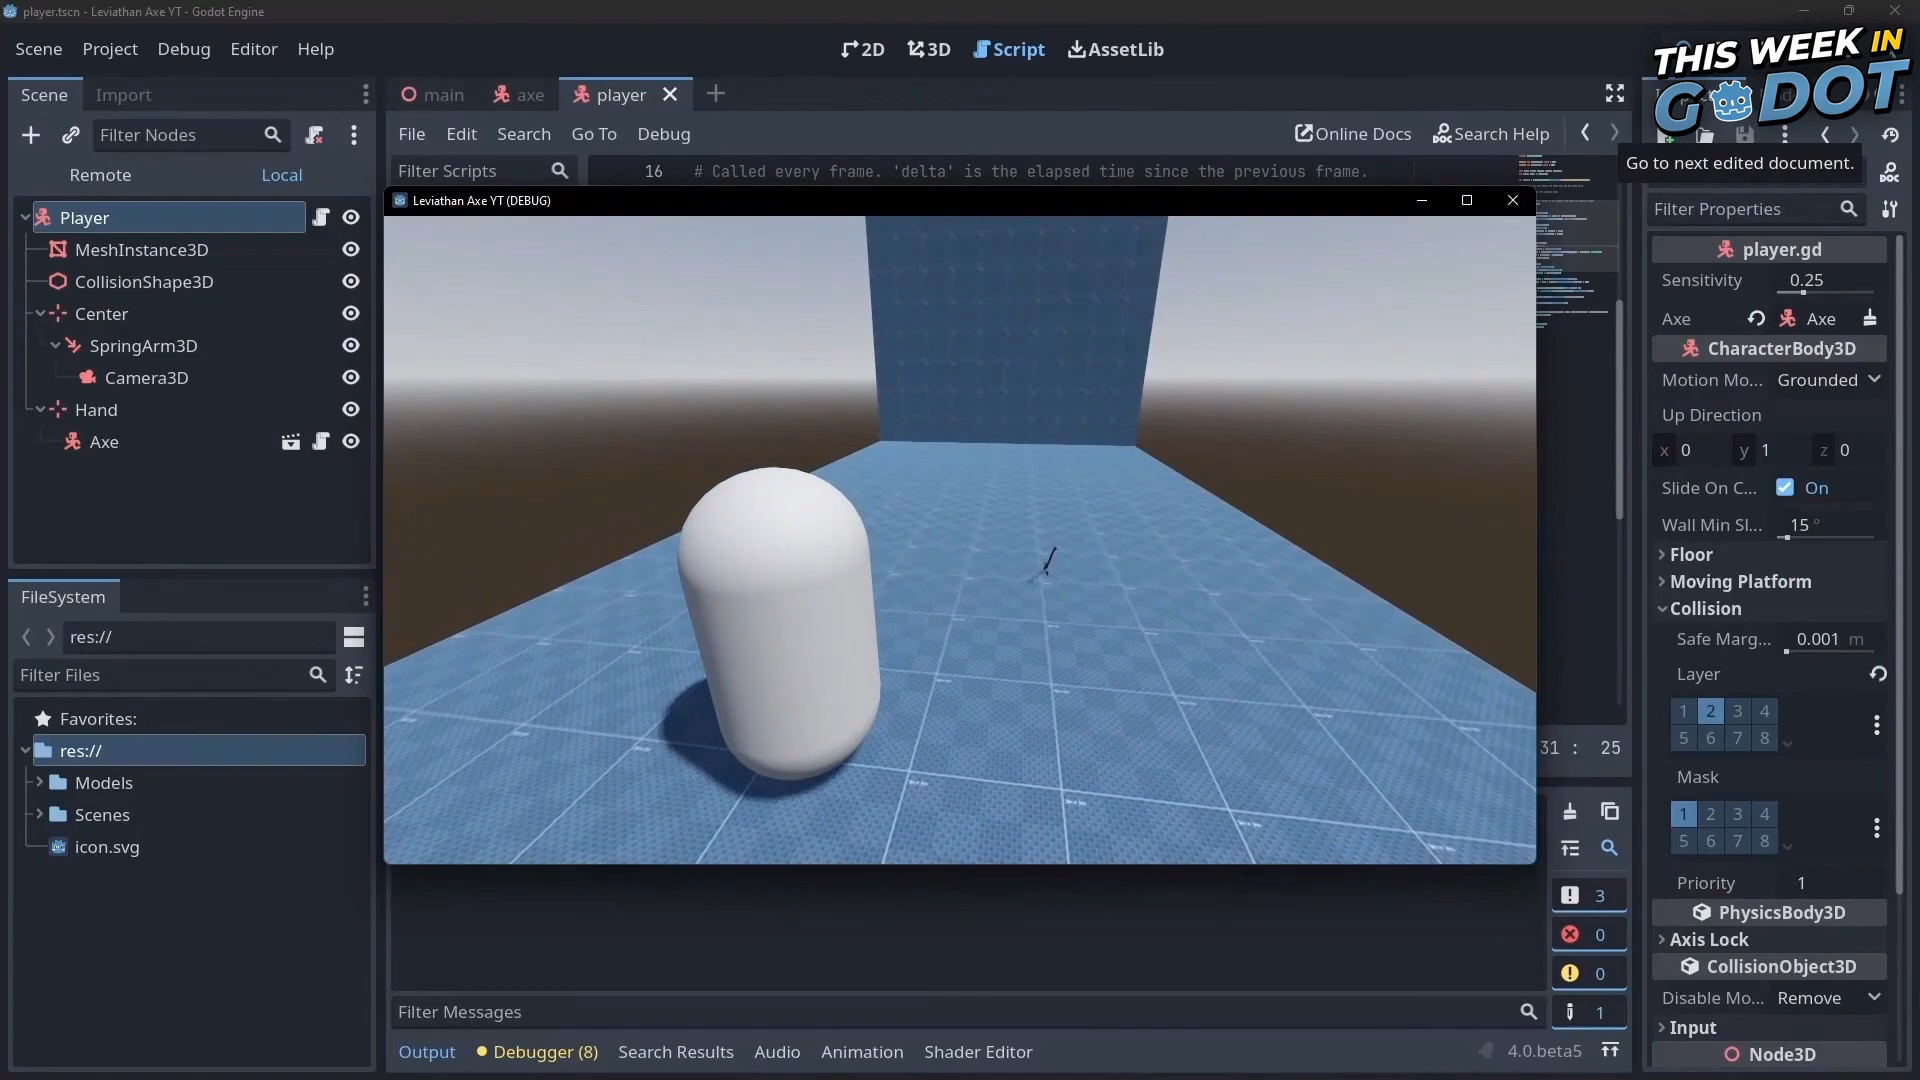 player.tscn - Leviathan Axe YT - Godot Engine
Scene Project Debug Editor Help
2D 3D Script AssetLib
THIS WEEK IN GODOT
Scene Import
main axe player
Filter Nodes
File Edit Search Go To Debug Online Docs Search Help
Remote Local
Filter Scripts
16 # Called every frame. 'delta' is the elapsed time since the previous frame.
Go to next edited document.
Leviathan Axe YT (DEBUG)
Player
MeshInstance3D
CollisionShape3D
Center
SpringArm3D
Camera3D
Hand
Axe
FileSystem
res://
Filter Files
Favorites:
res://
Models
Scenes
icon.svg
Filter Properties
player.gd
Sensitivity 0.25
Axe Axe
CharacterBody3D
Motion Mo... Grounded
Up Direction
x 0 y 1 z 0
Slide On C... On
Wall Min Sl... 15 °
Floor
Moving Platform
Collision
Safe Marg... 0.001 m
Layer
1 2 3 4
5 6 7 8
Mask
1 2 3 4
5 6 7 8
Priority 1
PhysicsBody3D
Axis Lock
CollisionObject3D
Disable Mo... Remove
Input
Node3D
31 : 25
3
0
0
1
Filter Messages
Output Debugger (8) Search Results Audio Animation Shader Editor 4.0.beta5